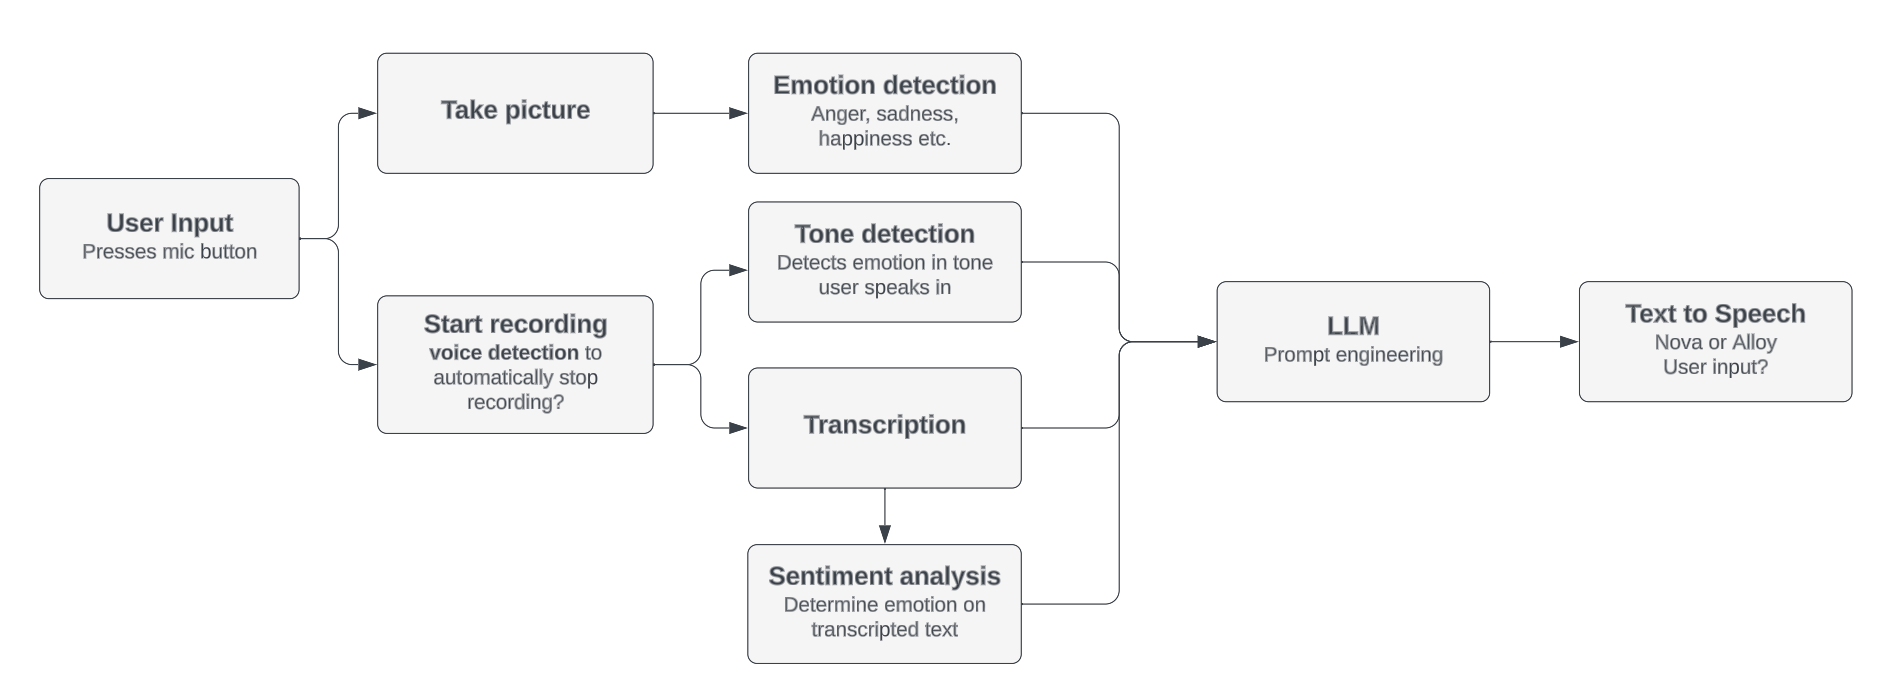 User Input
Presses mic button
Take picture
Start recording
voice detection to
automatically stop
recording?
Emotion detection
Anger, sadness,
happiness etc.
Tone detection
Detects emotion in tone
user speaks in
Transcription
Sentiment analysis
Determine emotion on
transcripted text
LLM
Prompt engineering
Text to Speech
Nova or Alloy
User input?